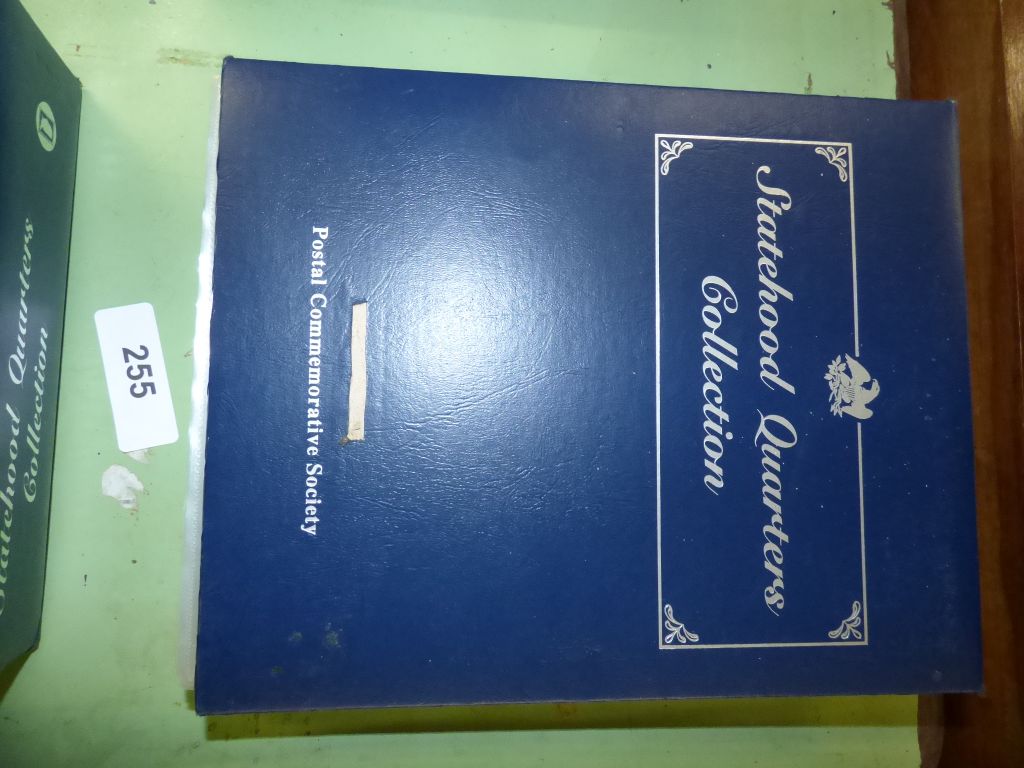 Statehood Quarters
Collection
Postal Commemorative Society
255
II
Statehood Quarters
Collection